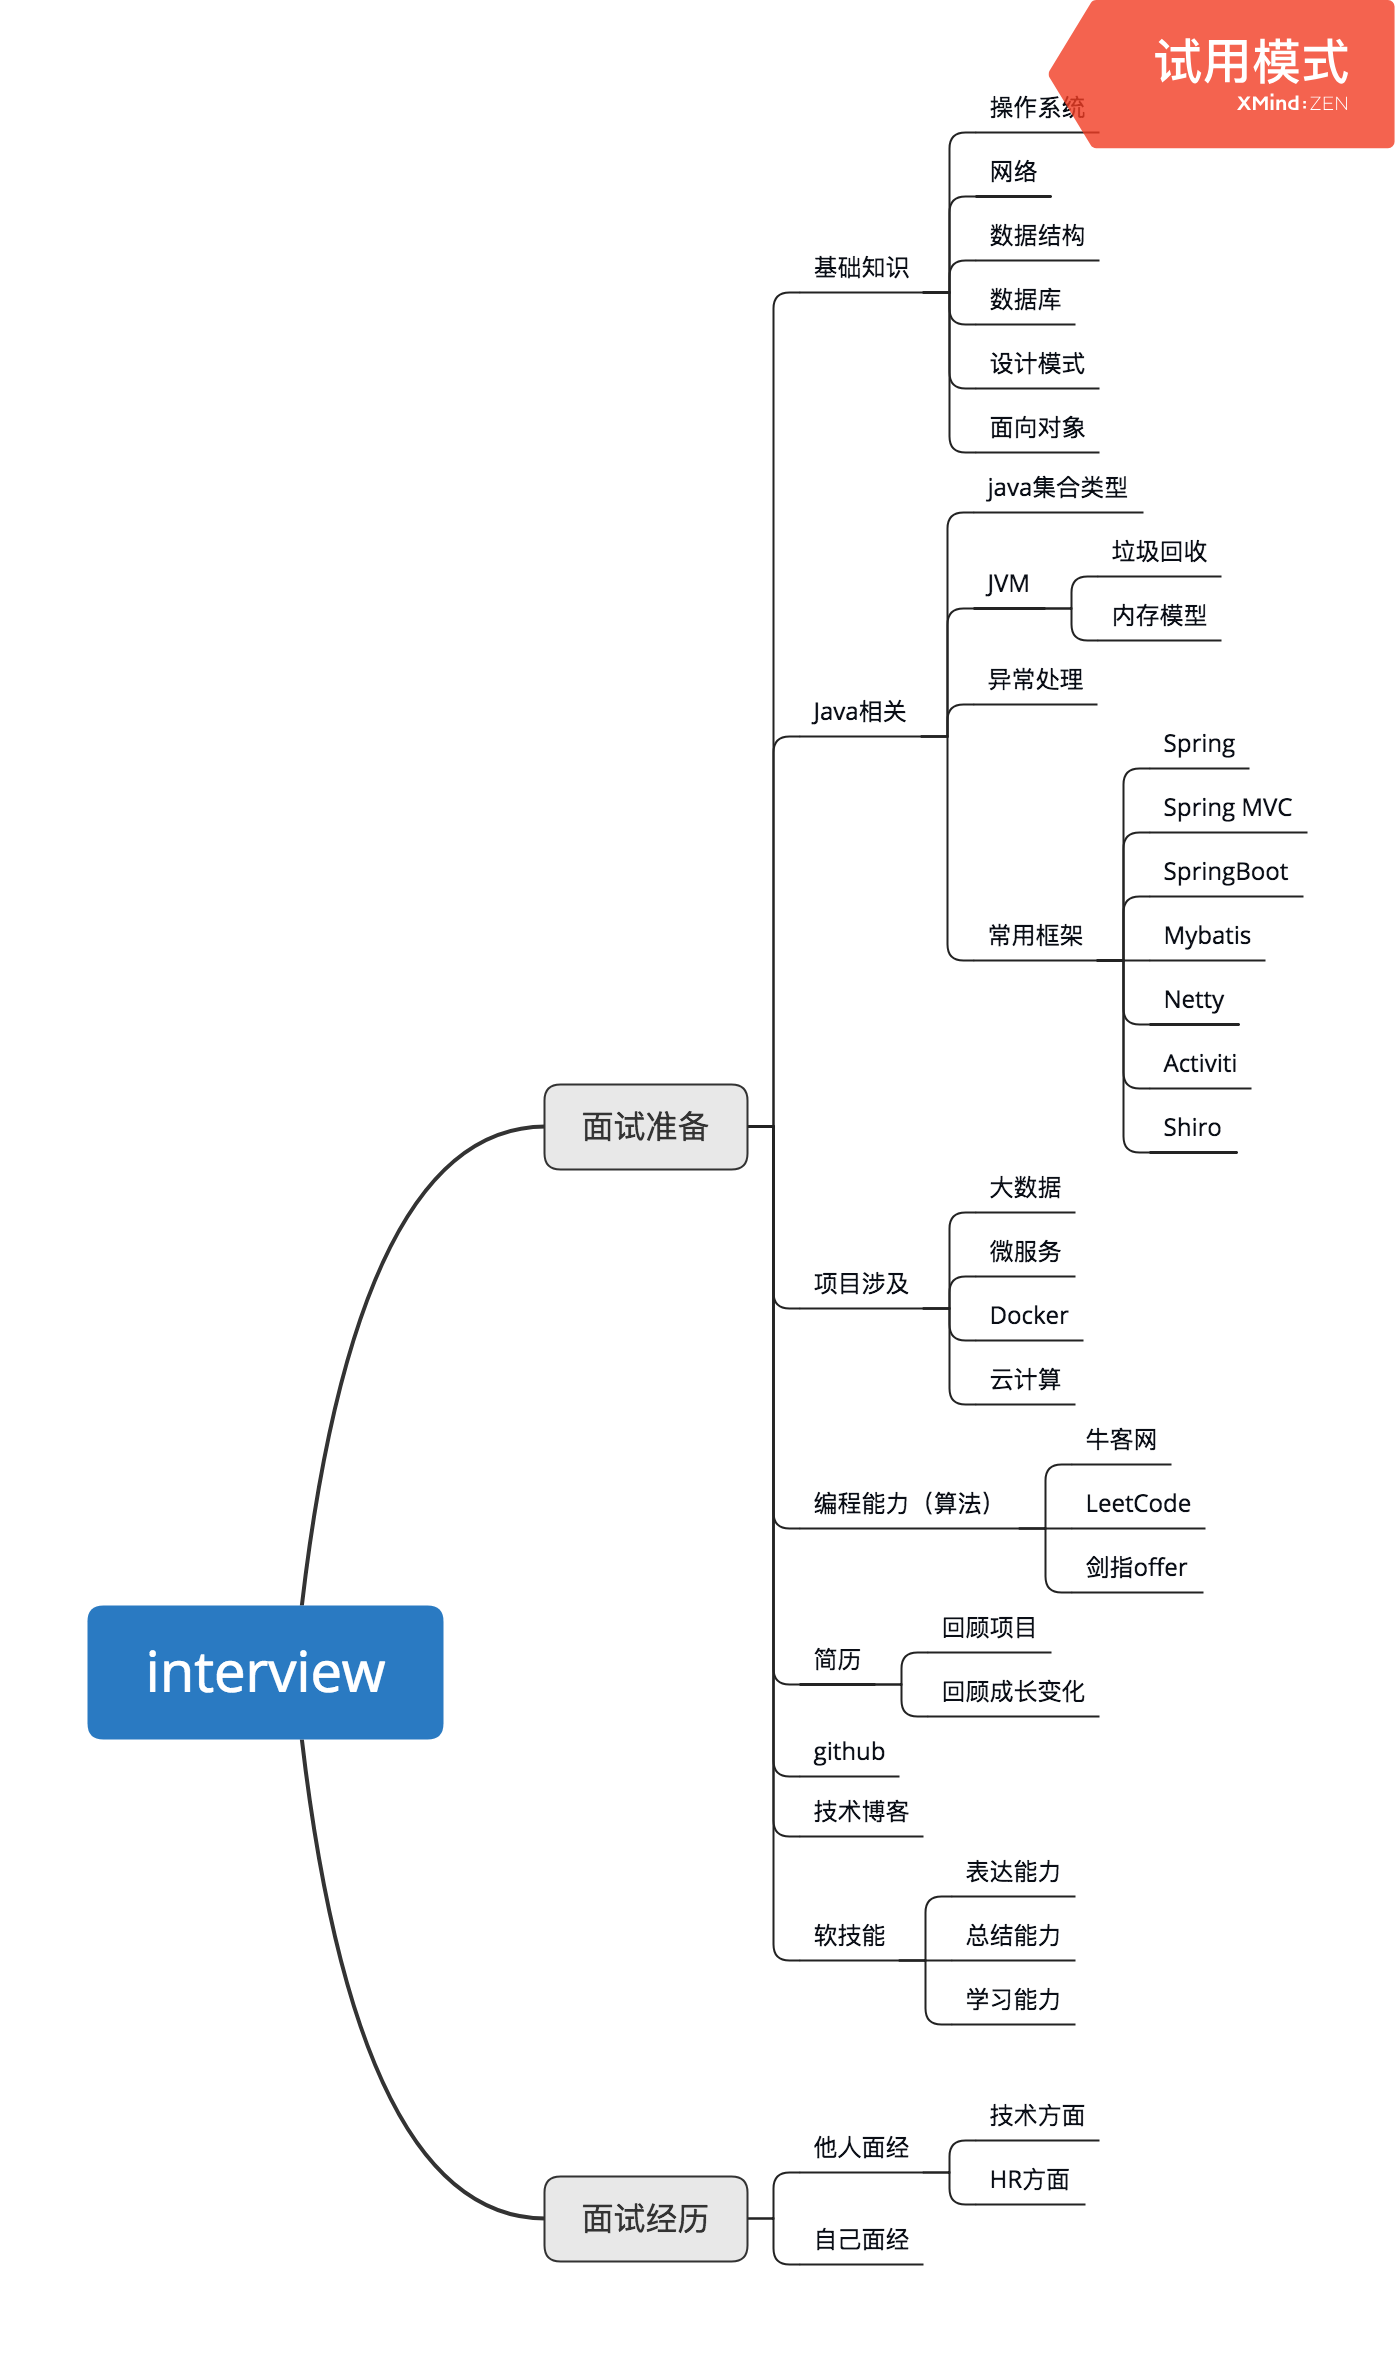 试用模式
XMind:ZEN
操作系统
网络
数据结构
基础知识
数据库
设计模式
面向对象
java集合类型
垃圾回收
JVM
内存模型
异常处理
Java相关
Spring
Spring MVC
SpringBoot
常用框架
Mybatis
Netty
Activiti
面试准备
Shiro
大数据
微服务
项目涉及
Docker
云计算
牛客网
编程能力（算法）
LeetCode
剑指offer
回顾项目
简历
interview
回顾成长变化
github
技术博客
表达能力
软技能
总结能力
学习能力
技术方面
他人面经
HR方面
面试经历
自己面经